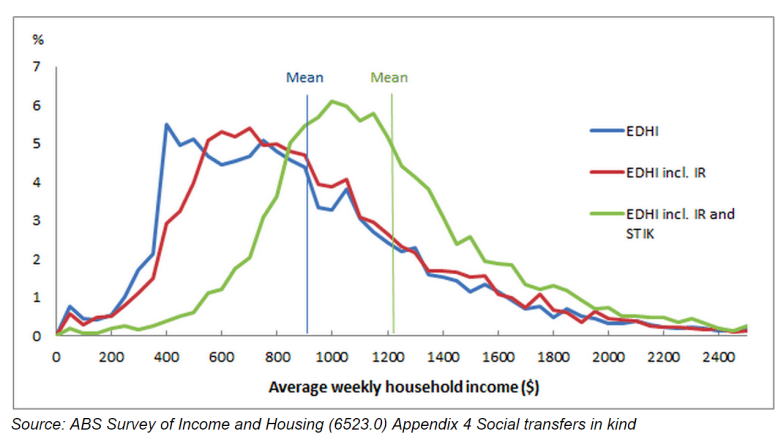 %
7
6
5
4
3
2
1
0
Mean
Mean
EDHI
EDHI incl. IR
EDHI incl. IR and
STIK
0 200 400 600 800 1000 1200 1400 1600 1800 2000 2200 2400
Average weekly household income ($)
Source: ABS Survey of Income and Housing (6523.0) Appendix 4 Social transfers in kind